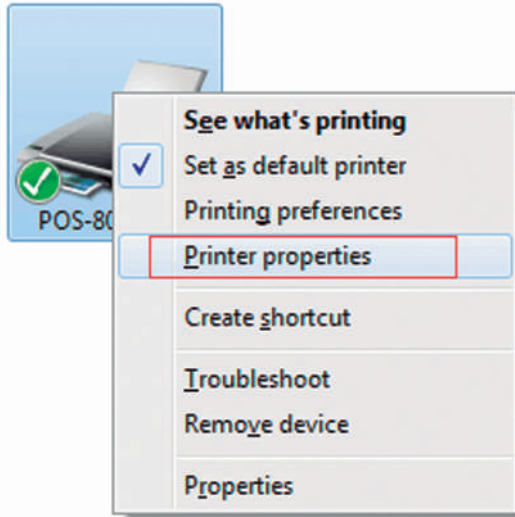 POS-80
See what's printing
Set as default printer
Printing preferences
Printer properties
Create shortcut
Troubleshoot
Remove device
Properties